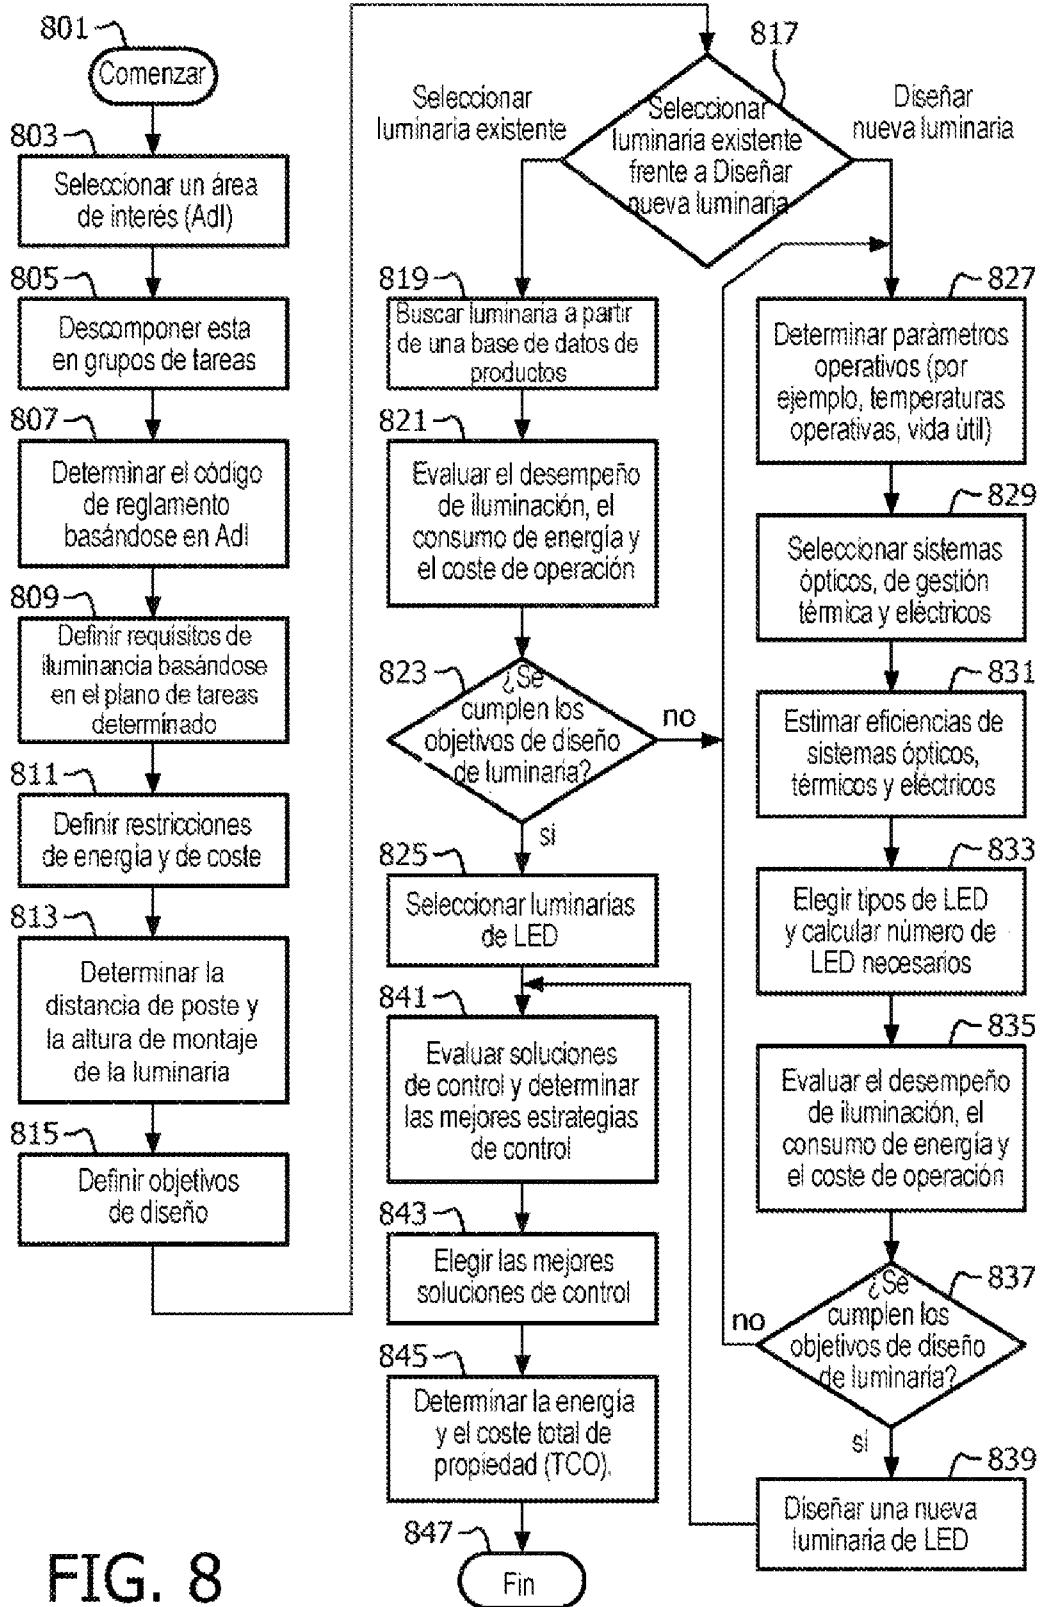 801
Comenzar
803
Seleccionar un área
de interés (AdI)
805
Descomponer esta
en grupos de tareas
807
Determinar el código
de reglamento
basándose en AdI
809
Definir requisitos de
iluminancia basándose
en el plano de tareas
determinado
811
Definir restricciones
de energía y de coste
813
Determinar la
distancia de poste y
la altura de montaje
de la luminaria
815
Definir objetivos
de diseño
817
Seleccionar
luminaria existente
frente a Diseñar
nueva luminaria
Seleccionar
luminaria existente
Diseñar
nueva luminaria
819
Buscar luminaria a partir
de una base de datos de
productos
821
Evaluar el desempeño
de iluminación, el
consumo de energía y
el coste de operación
823
¿Se
cumplen los
objetivos de diseño
de luminaria?
no
si
825
Seleccionar luminarias
de LED
841
Evaluar soluciones
de control y determinar
las mejores estrategias
de control
843
Elegir las mejores
soluciones de control
845
Determinar la energía
y el coste total de
propiedad (TCO).
847
Fin
827
Determinar parámetros
operativos (por
ejemplo, temperaturas
operativas, vida útil)
829
Seleccionar sistemas
ópticos, de gestión
térmica y eléctricos
831
Estimar eficiencias de
sistemas ópticos,
térmicos y eléctricos
833
Elegir tipos de LED
y calcular número de
LED necesarios
835
Evaluar el desempeño
de iluminación, el
consumo de energía y
el coste de operación
837
¿Se
cumplen los
objetivos de diseño
de luminaria?
no
si
839
Diseñar una nueva
luminaria de LED
FIG. 8